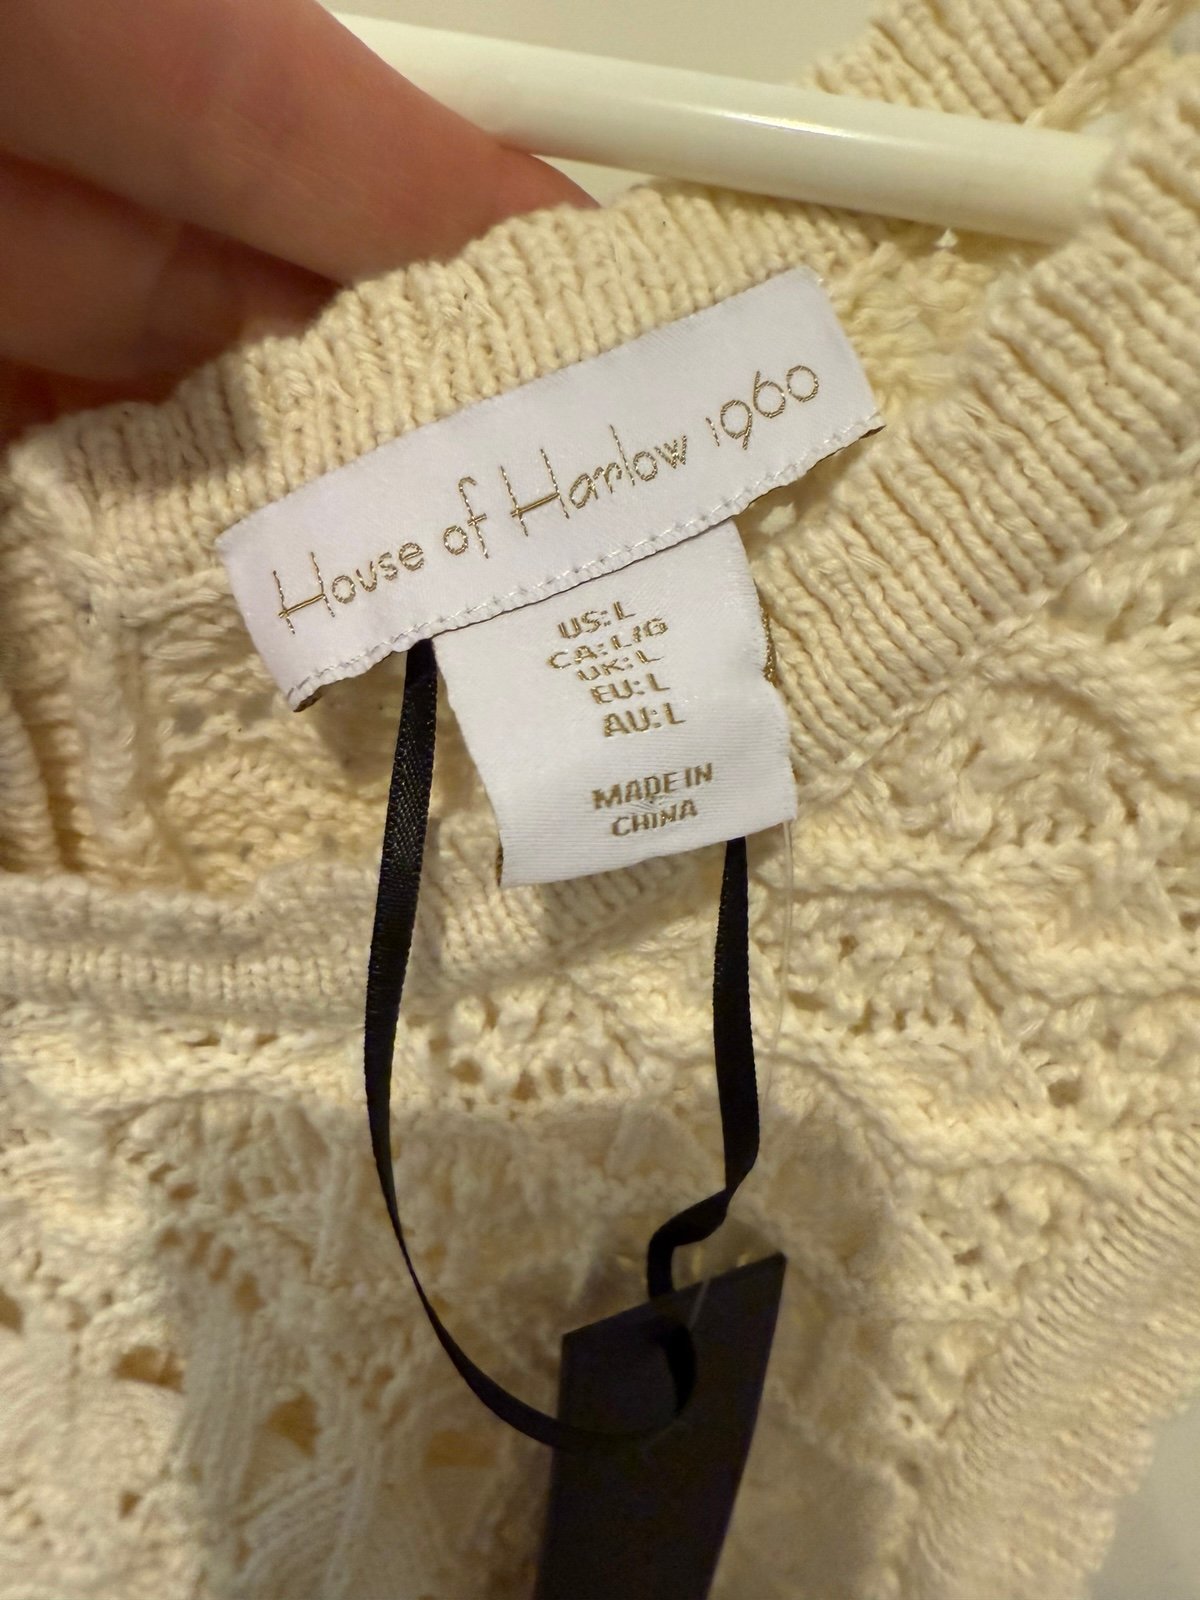 House of Harlow 1960
US: L
CA: L/G
UK: L
EU: L
AU: L
MADE IN
CHINA